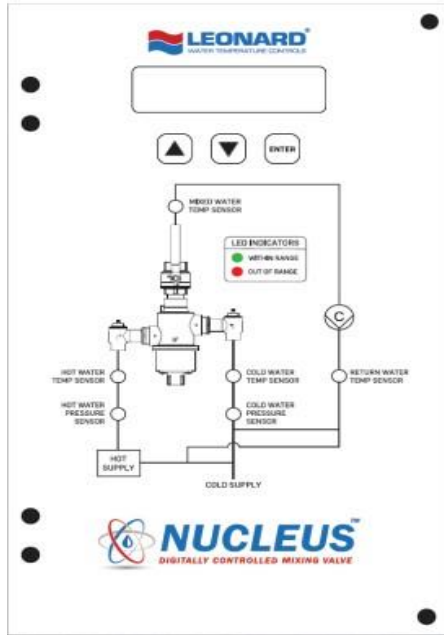 LEONARD
WATER TEMPERATURE CONTROLS
ENTER
MIXED WATER
TEMP SENSOR
LED INDICATORS
WITHIN RANGE
OUT OF RANGE
C
HOT WATER
TEMP SENSOR
COLD WATER
TEMP SENSOR
RETURN WATER
TEMP SENSOR
HOT WATER
PRESSURE
SENSOR
COLD WATER
PRESSURE
SENSOR
HOT
SUPPLY
COLD SUPPLY
NUCLEUS™
DIGITALLY CONTROLLED MIXING VALVE